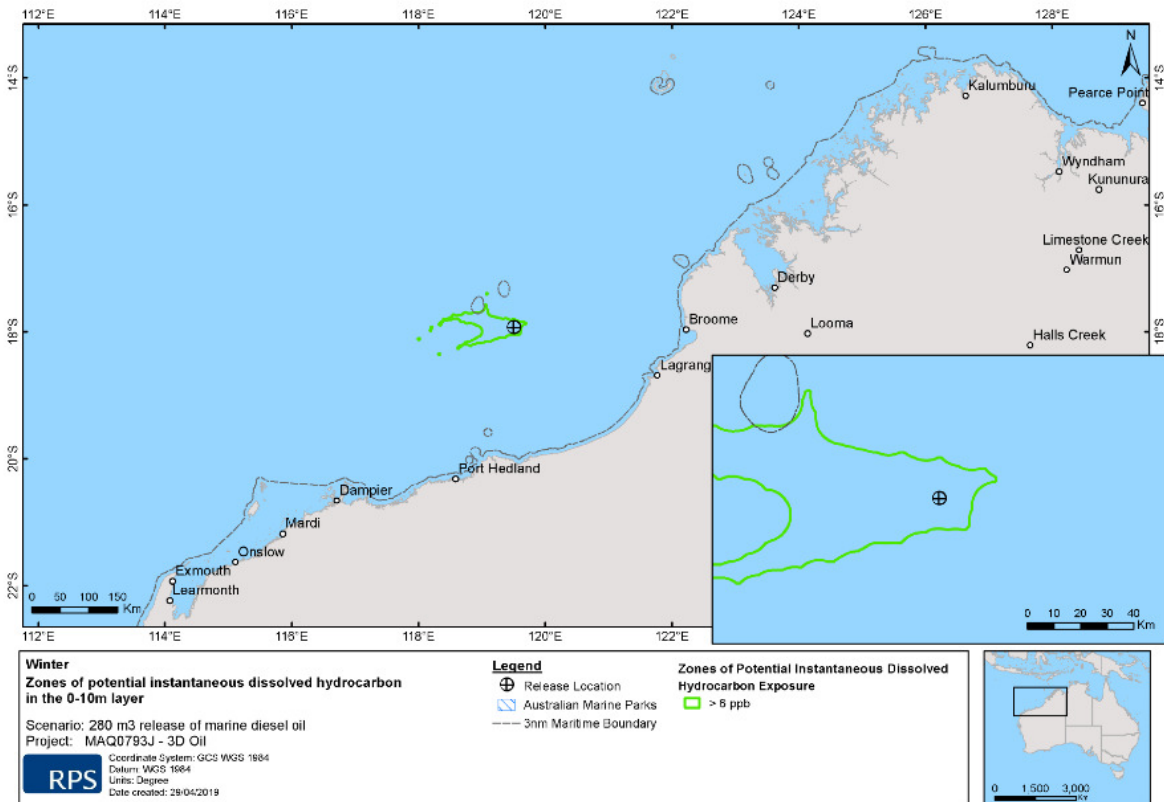 112°E 114°E 116°E 118°E 120°E 122°E 124°E 126°E 128°E
N
14°S 14°S
Kalumburu
Pearce Point
Wyndham
Kununura
16°S 16°S
Limestone Creek
Warmun
Derby
Broome
Looma
Halls Creek
18°S 18°S
Lagrang
20°S
Port Hedland
Dampier
Mardi
Onslow
Exmouth
Learmonth
22°S
0 50 100 150
Km
0 10 20 30 40
Km
112°E 114°E 116°E 118°E 120°E 122°E
Winter
Zones of potential instantaneous dissolved hydrocarbon
in the 0-10m layer
Scenario: 280 m3 release of marine diesel oil
Project: MAQ0793J - 3D Oil
RPS
Coordinate System: GCS WGS 1984
Datum: WGS 1984
Units: Degree
Date created: 29/04/2019
Legend
Release Location
Australian Marine Parks
3nm Maritime Boundary
Zones of Potential Instantaneous Dissolved
Hydrocarbon Exposure
> 6 ppb
0 1,500 3,000
Km